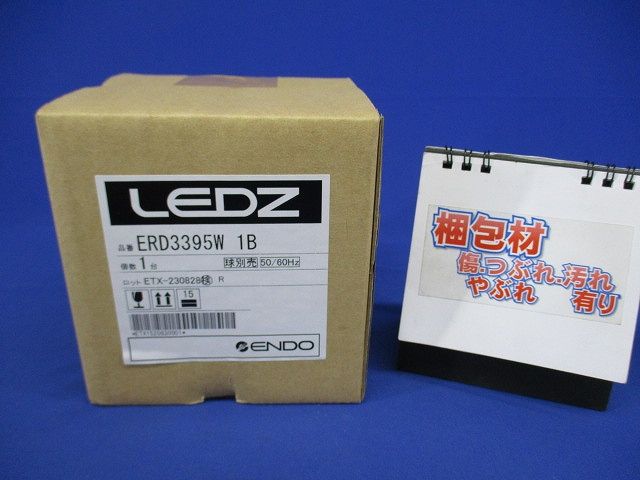 LEDZ
品番 ERD3395W 1B
個数 1 台 球別売 50/60Hz
ロット ETX-230828 検 R
15
ENDO
梱包材
傷.つぶれ.汚れ
やぶれ 有り